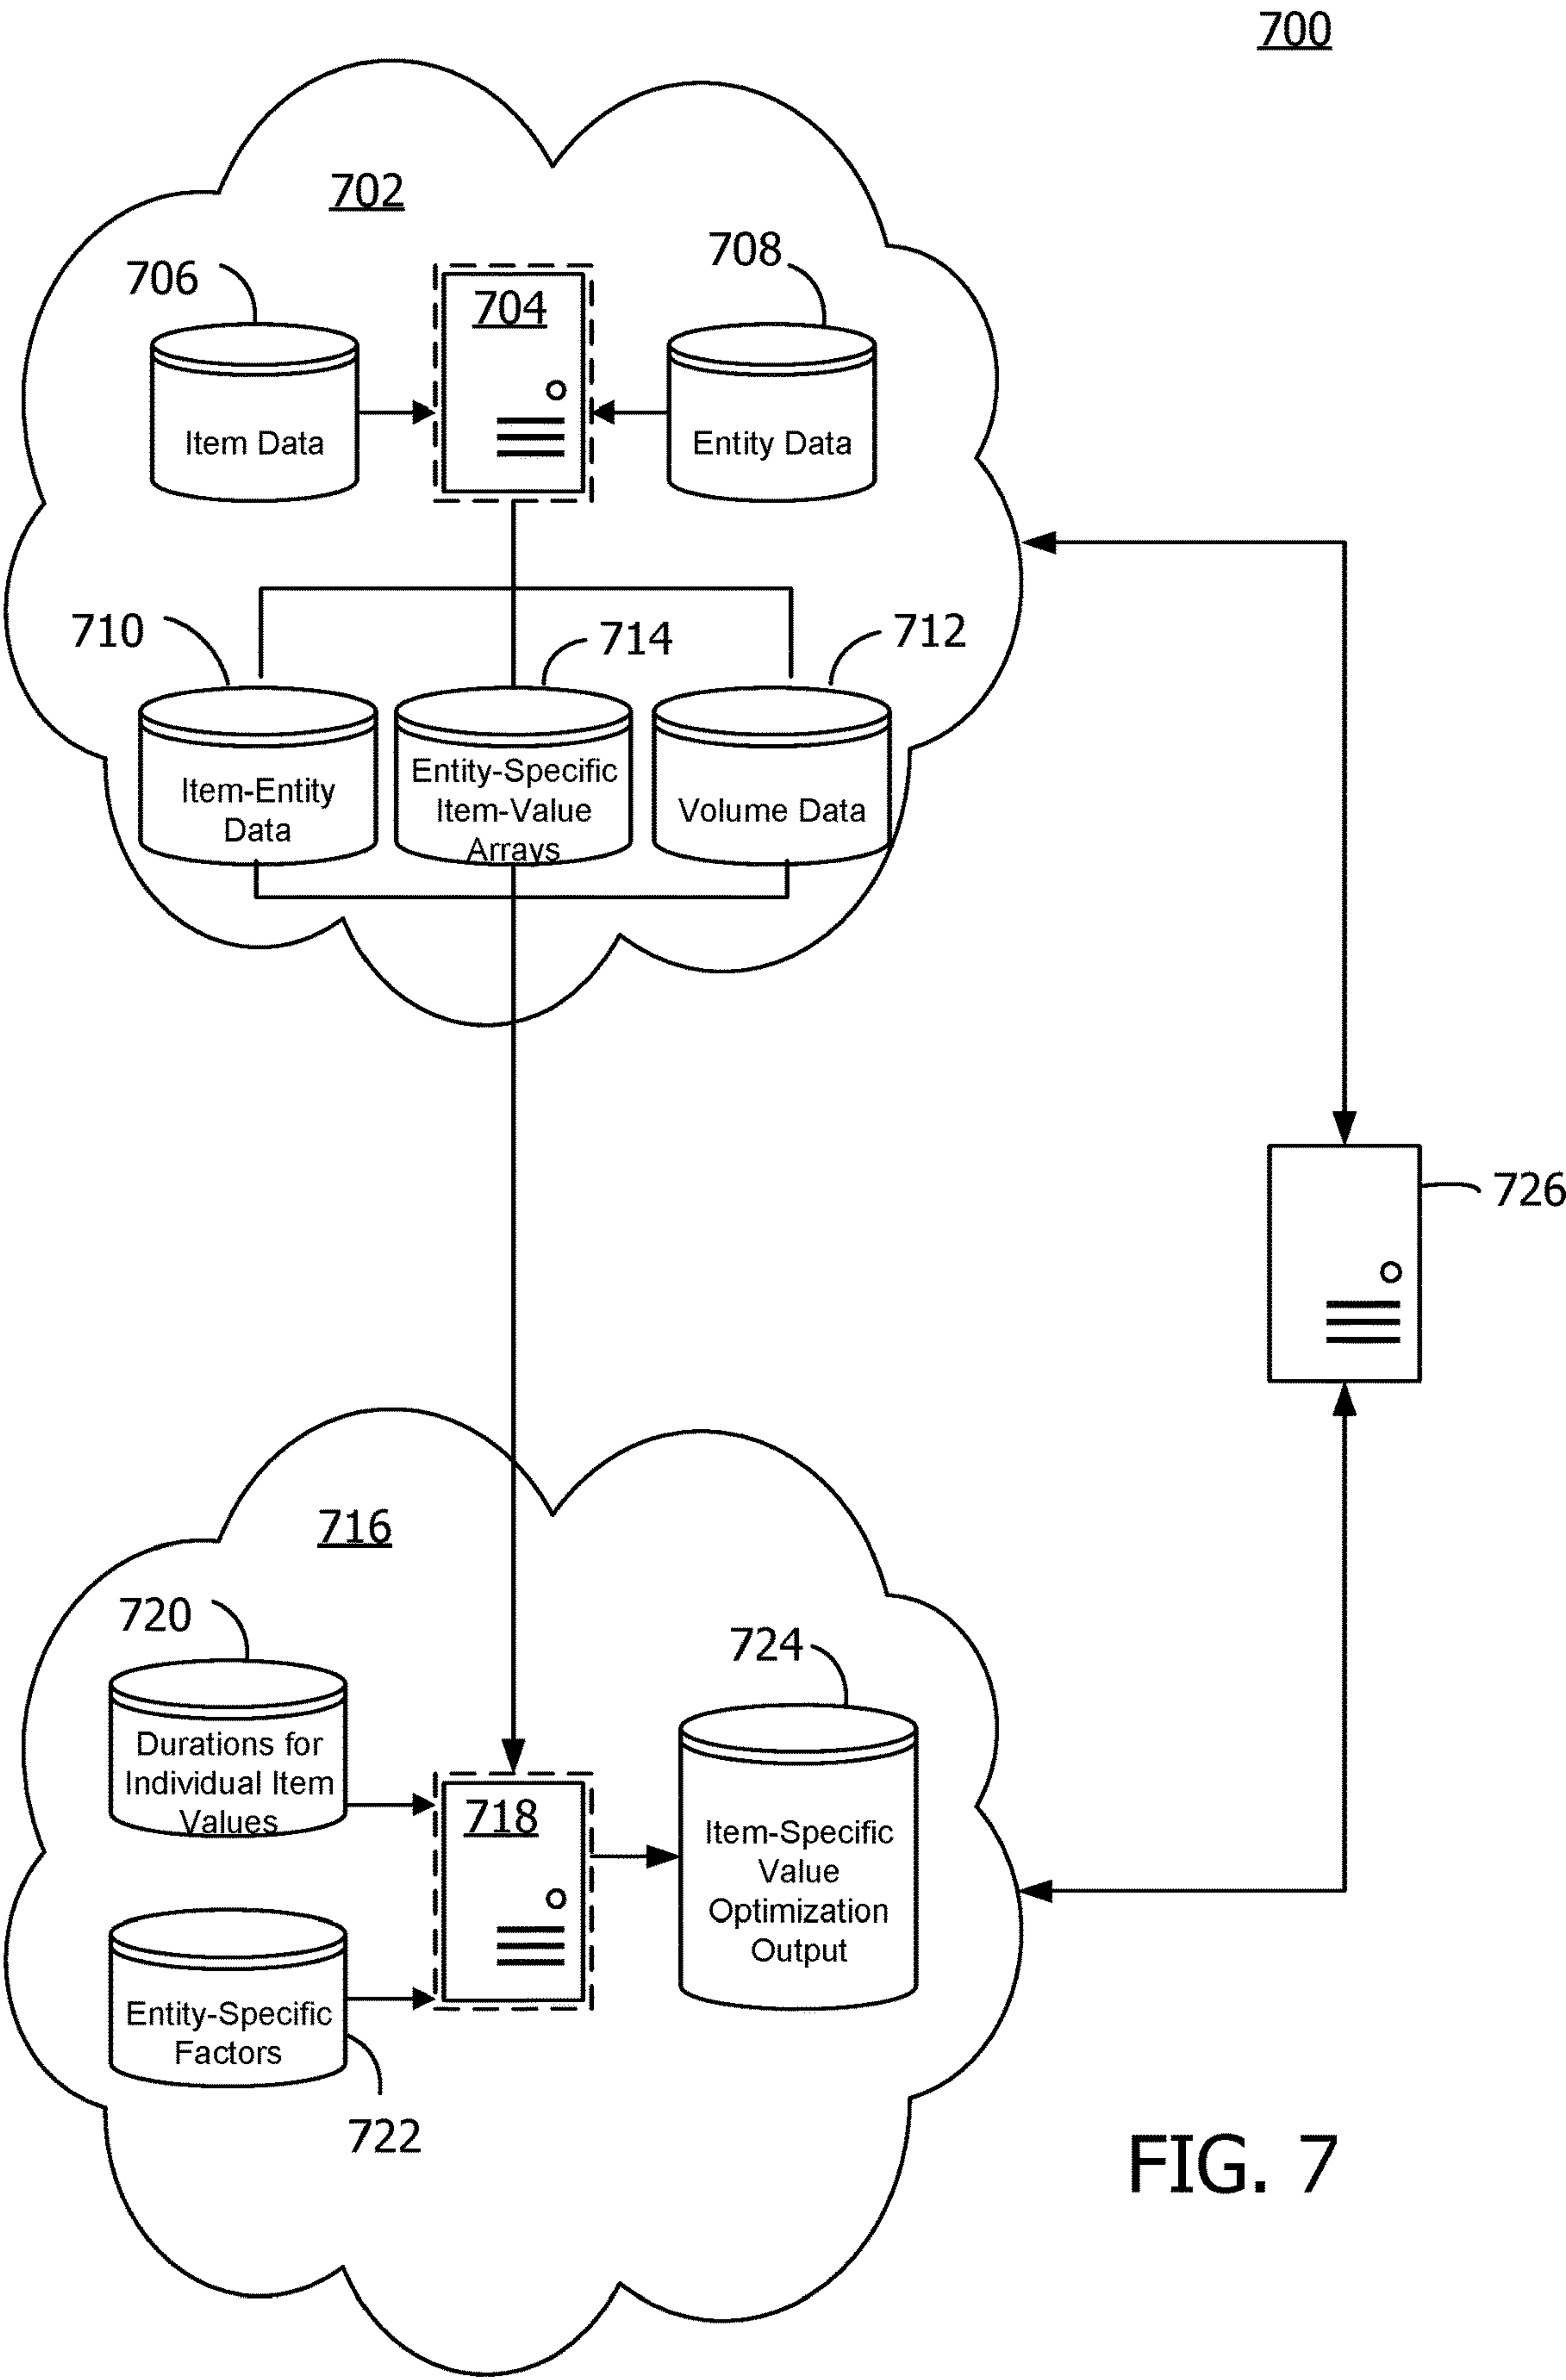 700
702
706
704
708
Item Data
Entity Data
710
714
712
Item-Entity
Data
Entity-Specific
Item-Value
Arrays
Volume Data
726
716
720
Durations for
Individual Item
Values
718
724
Item-Specific
Value
Optimization
Output
Entity-Specific
Factors
722
FIG. 7